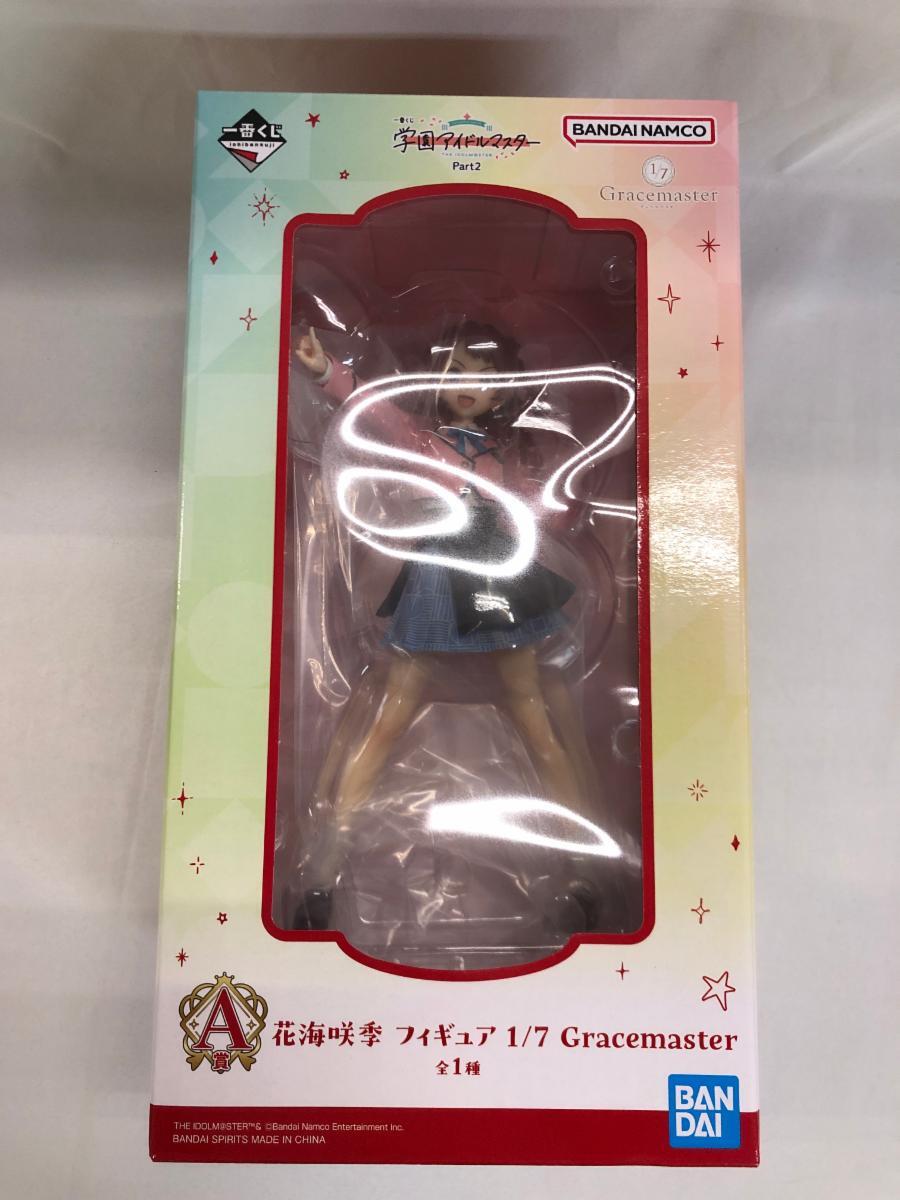 一番くじ
ichibankuji
一番くじ
学園アイドルマスター
THE IDOLM@STER
Part2
BANDAI NAMCO
1/7
Gracemaster
A
賞
花海咲季 フィギュア 1/7 Gracemaster
全1種
THE IDOLM@STER™& ©Bandai Namco Entertainment Inc.
BANDAI SPIRITS MADE IN CHINA
BAN
DAI